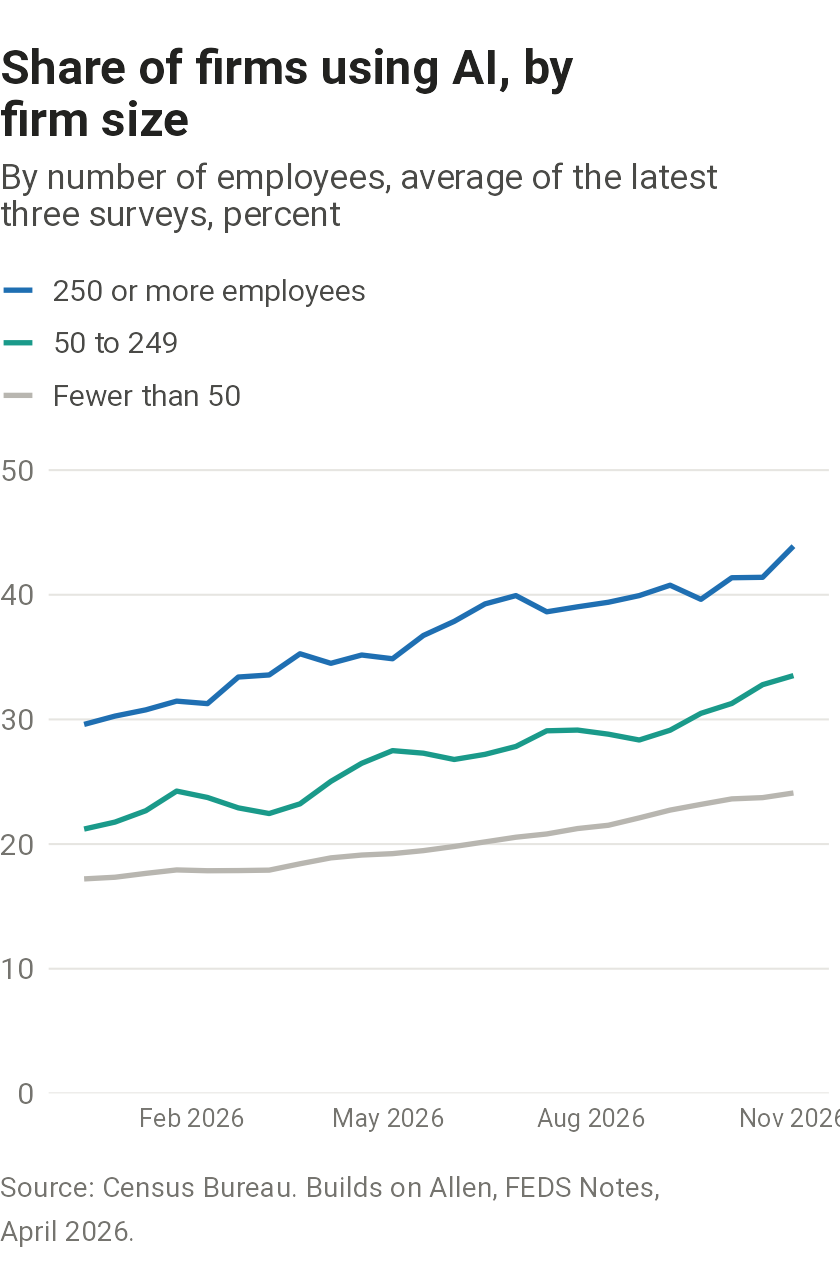 Share of firms using AI, by
firm size
By number of employees, average of the latest
three surveys, percent
250 or more employees
50 to 249
Fewer than 50
50
40
30
20
10
0
Feb 2026 May 2026 Aug 2026 Nov 2026
Source: Census Bureau. Builds on Allen, FEDS Notes,
April 2026.